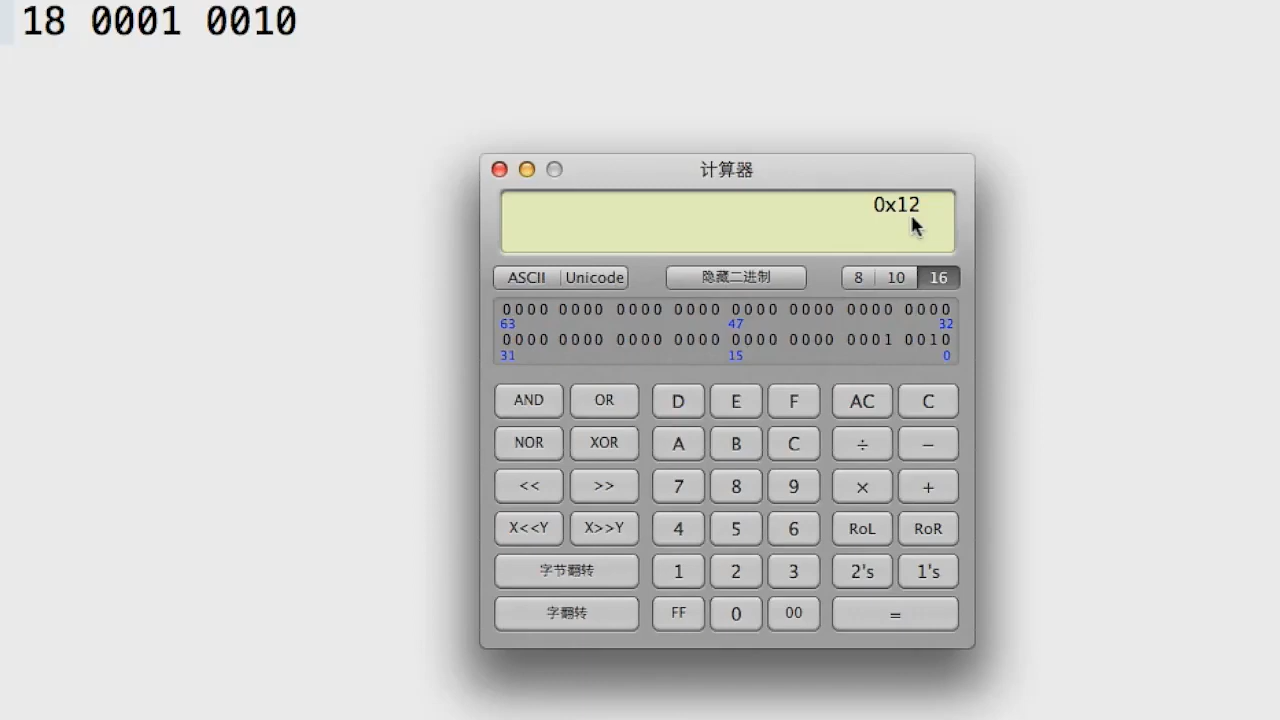 18 0001 0010
计算器
0x12
ASCII Unicode 隐藏二进制 8 10 16
0000 0000 0000 0000 0000 0000 0000 0000
63 47 32
0000 0000 0000 0000 0000 0000 0001 0010
31 15 0
AND OR D E F AC C
NOR XOR A B C ÷ −
<< >> 7 8 9 × +
X<<Y X>>Y 4 5 6 RoL RoR
字节翻转 1 2 3 2's 1's
字翻转 FF 0 00 =